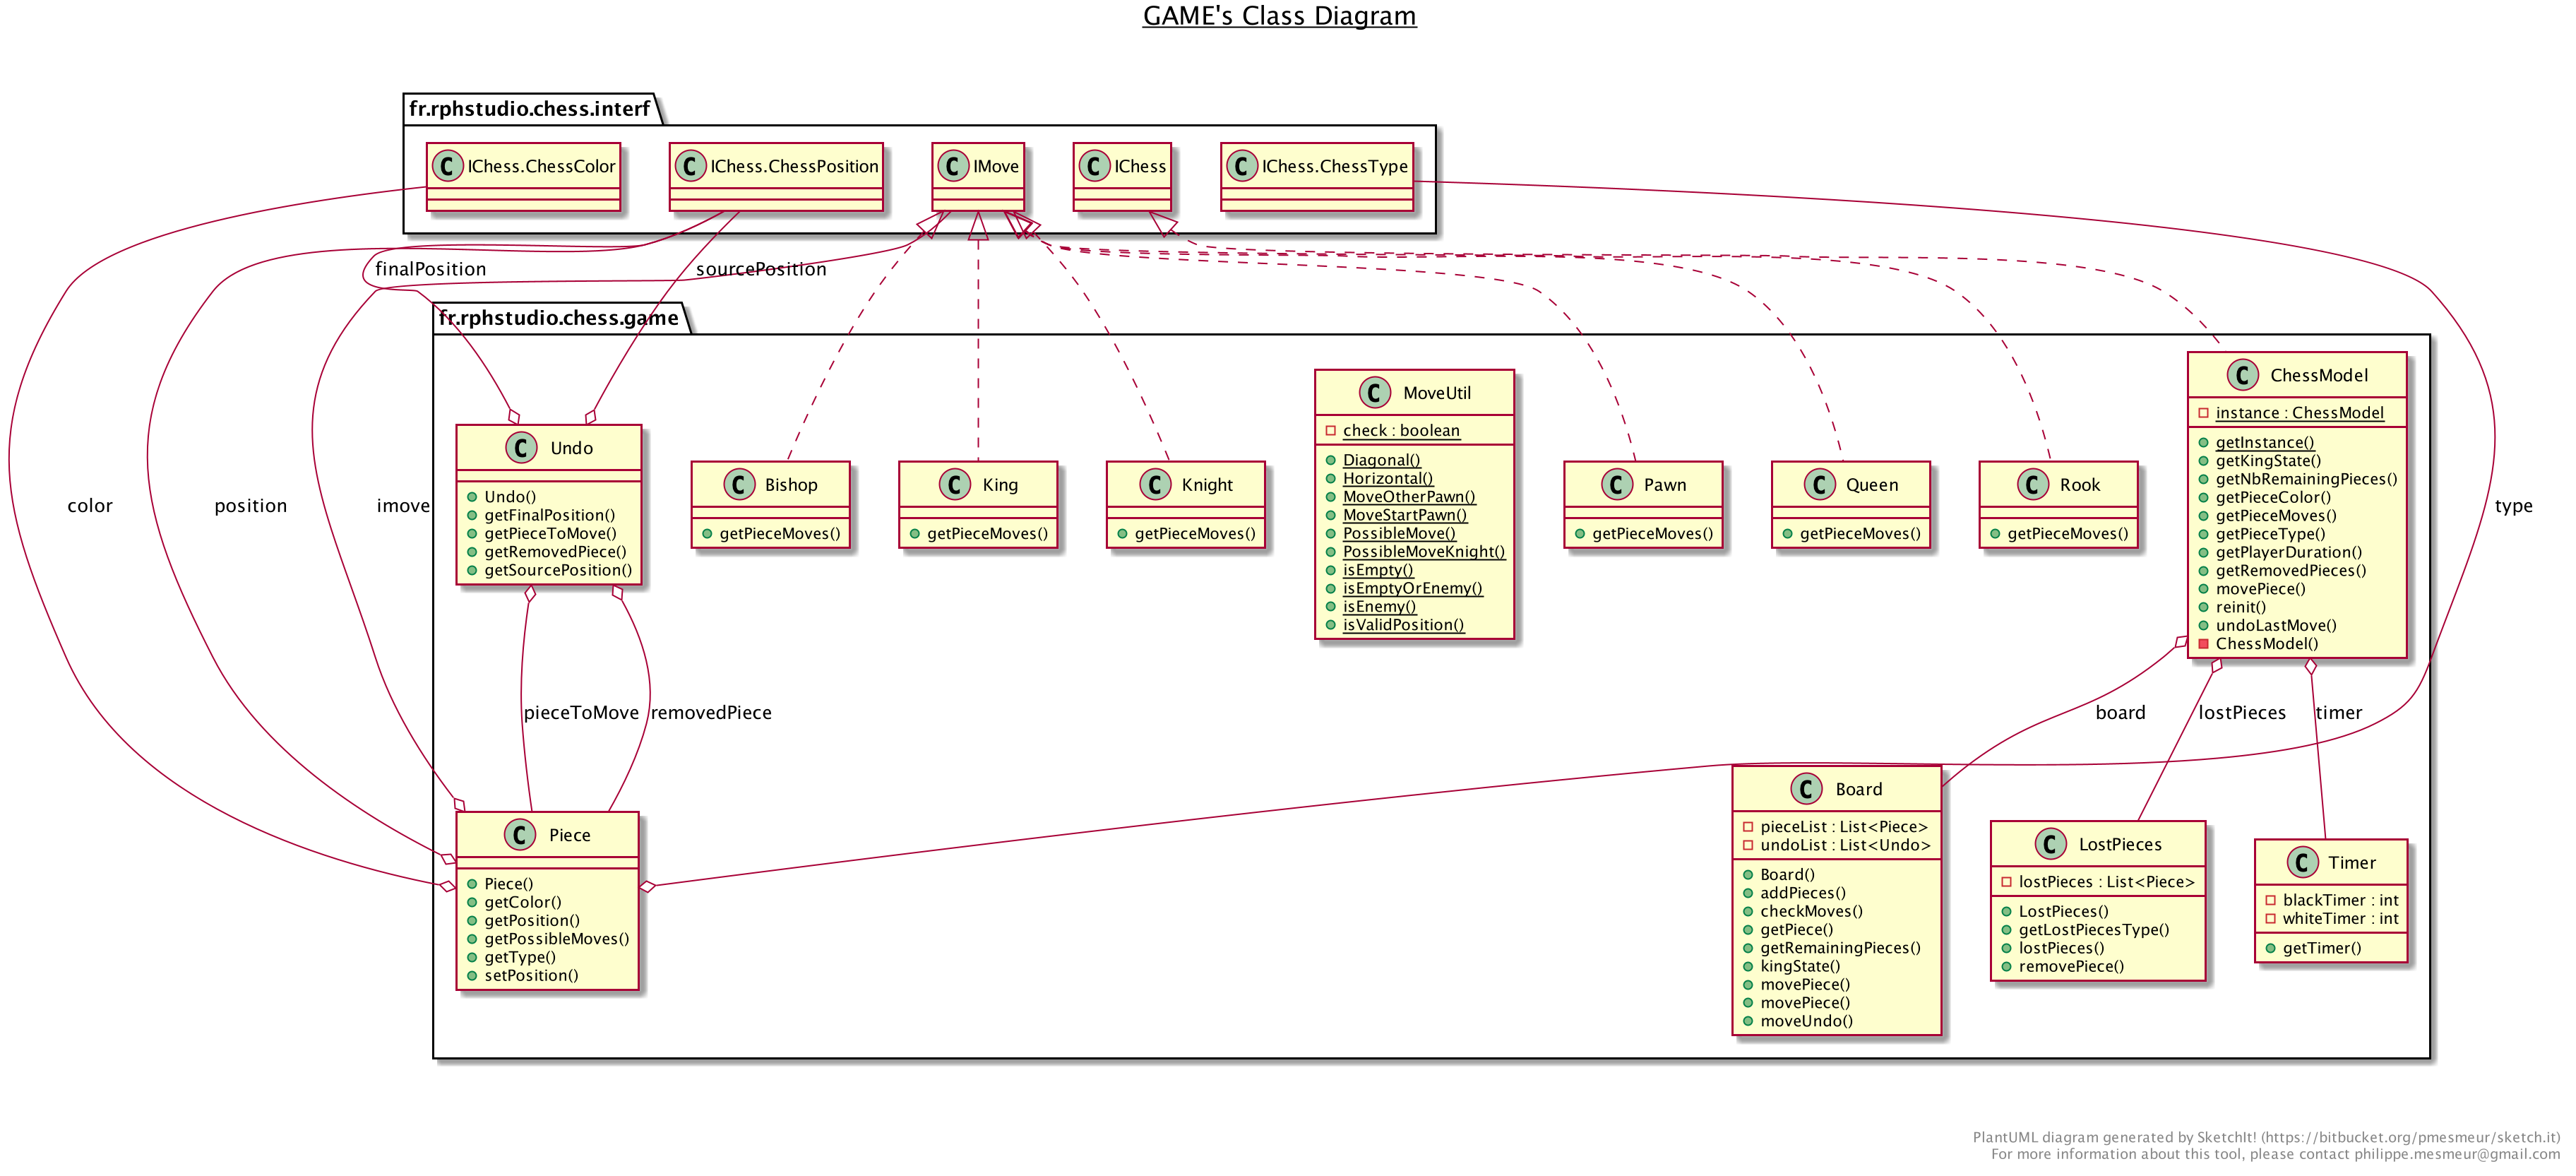 GAME's Class Diagram
fr.rphstudio.chess.interf
C IChess.ChessColor
C IChess.ChessPosition
C IMove
C IChess
C IChess.ChessType
finalPosition
sourcePosition
fr.rphstudio.chess.game
color
position
imove
type
C Undo
Undo()
getFinalPosition()
getPieceToMove()
getRemovedPiece()
getSourcePosition()
C Bishop
getPieceMoves()
C King
getPieceMoves()
C Knight
getPieceMoves()
C MoveUtil
check : boolean
Diagonal()
Horizontal()
MoveOtherPawn()
MoveStartPawn()
PossibleMove()
PossibleMoveKnight()
isEmpty()
isEmptyOrEnemy()
isEnemy()
isValidPosition()
C Pawn
getPieceMoves()
C Queen
getPieceMoves()
C Rook
getPieceMoves()
C ChessModel
instance : ChessModel
getInstance()
getKingState()
getNbRemainingPieces()
getPieceColor()
getPieceMoves()
getPieceType()
getPlayerDuration()
getRemovedPieces()
movePiece()
reinit()
undoLastMove()
ChessModel()
pieceToMove
removedPiece
board
lostPieces
timer
C Piece
Piece()
getColor()
getPosition()
getPossibleMoves()
getType()
setPosition()
C Board
pieceList : List<Piece>
undoList : List<Undo>
Board()
addPieces()
checkMoves()
getPiece()
getRemainingPieces()
kingState()
movePiece()
movePiece()
moveUndo()
C LostPieces
lostPieces : List<Piece>
LostPieces()
getLostPiecesType()
lostPieces()
removePiece()
C Timer
blackTimer : int
whiteTimer : int
getTimer()
PlantUML diagram generated by SketchIt! (https://bitbucket.org/pmesmeur/sketch.it)
For more information about this tool, please contact philippe.mesmeur@gmail.com